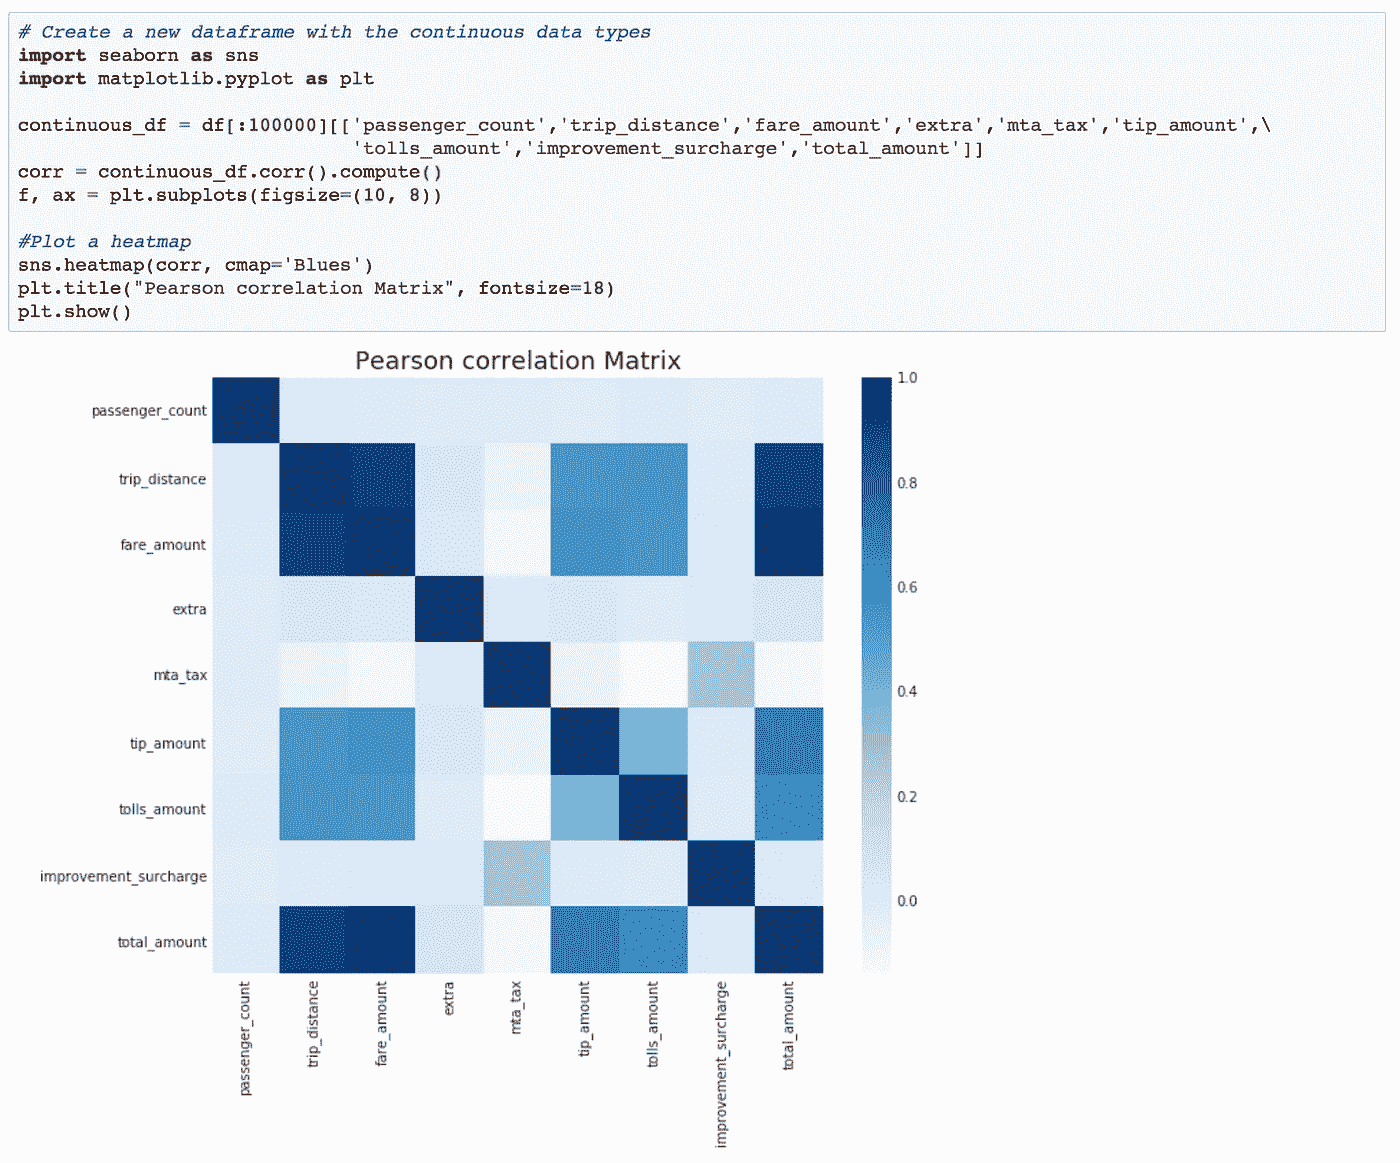 # Create a new dataframe with the continuous data types
import seaborn as sns
import matplotlib.pyplot as plt
continuous_df = df[:100000][['passenger_count','trip_distance','fare_amount','extra','mta_tax','tip_amount',\
'tolls_amount','improvement_surcharge','total_amount']]
corr = continuous_df.corr().compute()
f, ax = plt.subplots(figsize=(10, 8))
#Plot a heatmap
sns.heatmap(corr, cmap='Blues')
plt.title("Pearson correlation Matrix", fontsize=18)
plt.show()
Pearson correlation Matrix
passenger_count
trip_distance
fare_amount
extra
mta_tax
tip_amount
tolls_amount
improvement_surcharge
total_amount
passenger_count
trip_distance
fare_amount
extra
mta_tax
tip_amount
tolls_amount
improvement_surcharge
total_amount
1.0
0.8
0.6
0.4
0.2
0.0